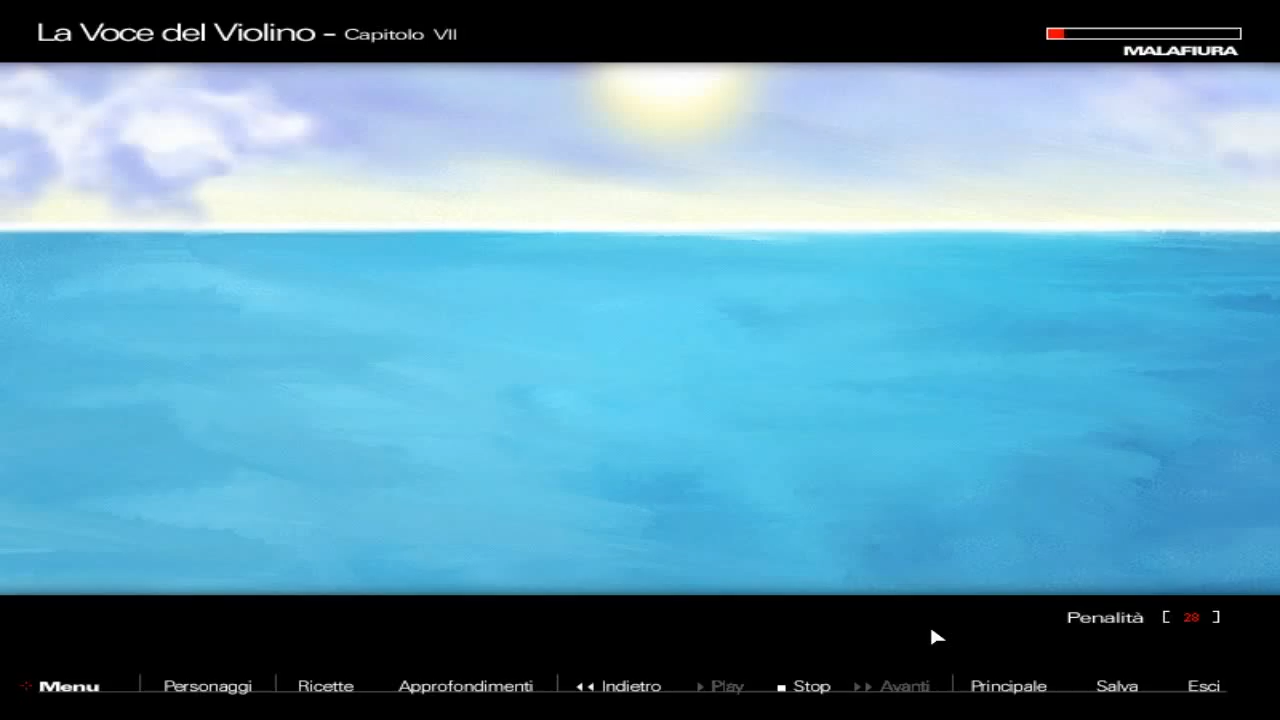 La Voce del Violino - Capitolo VII
MALAFIURA
Penalità [ 28 ]
Menu Personaggi Ricette Approfondimenti Indietro Play Stop Avanti Principale Salva Esci